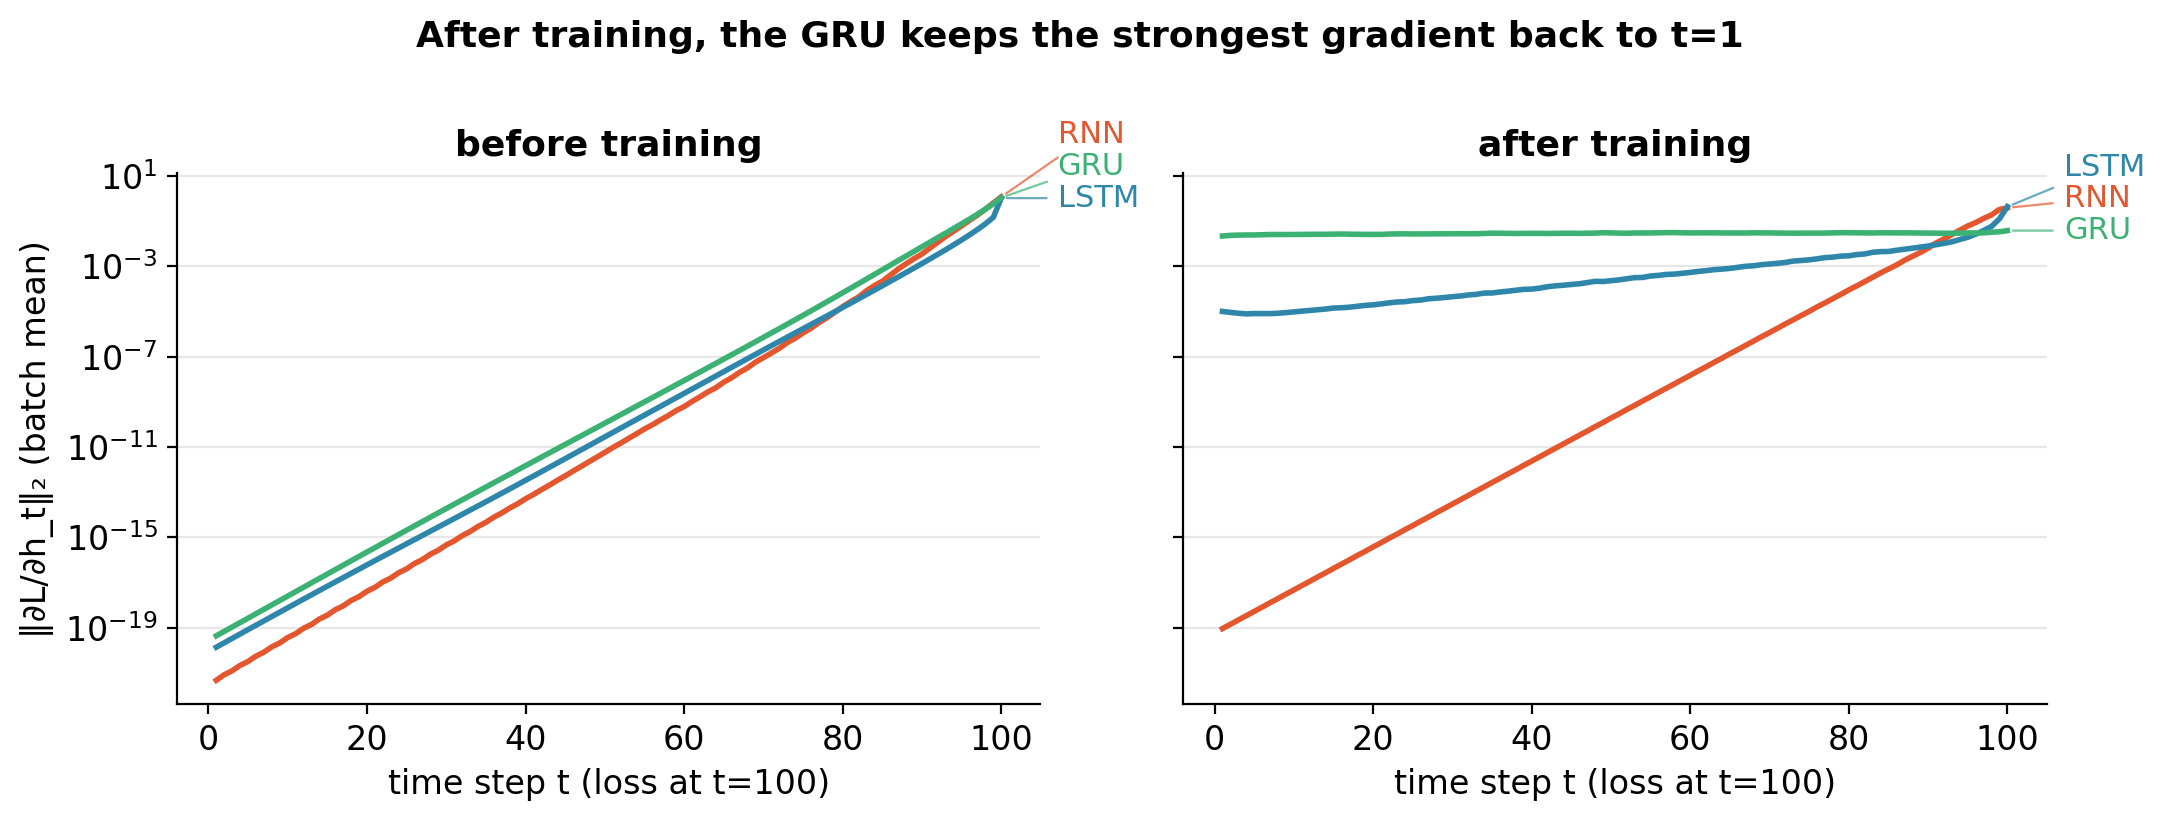 After training, the GRU keeps the strongest gradient back to t=1
before training
RNN
GRU
LSTM
10¹
10⁻³
10⁻⁷
10⁻¹¹
10⁻¹⁵
10⁻¹⁹
‖∂L/∂h_t‖₂ (batch mean)
0 20 40 60 80 100
time step t (loss at t=100)
after training
LSTM
RNN
GRU
0 20 40 60 80 100
time step t (loss at t=100)